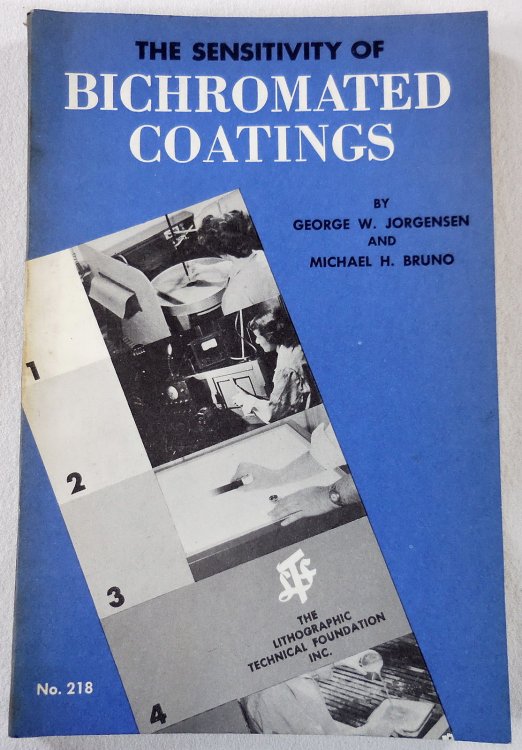 THE SENSITIVITY OF
BICHROMATED
COATINGS
BY
GEORGE W. JORGENSEN
AND
MICHAEL H. BRUNO
1
2
3
LTF
THE
LITHOGRAPHIC
TECHNICAL FOUNDATION
INC.
No. 218
4